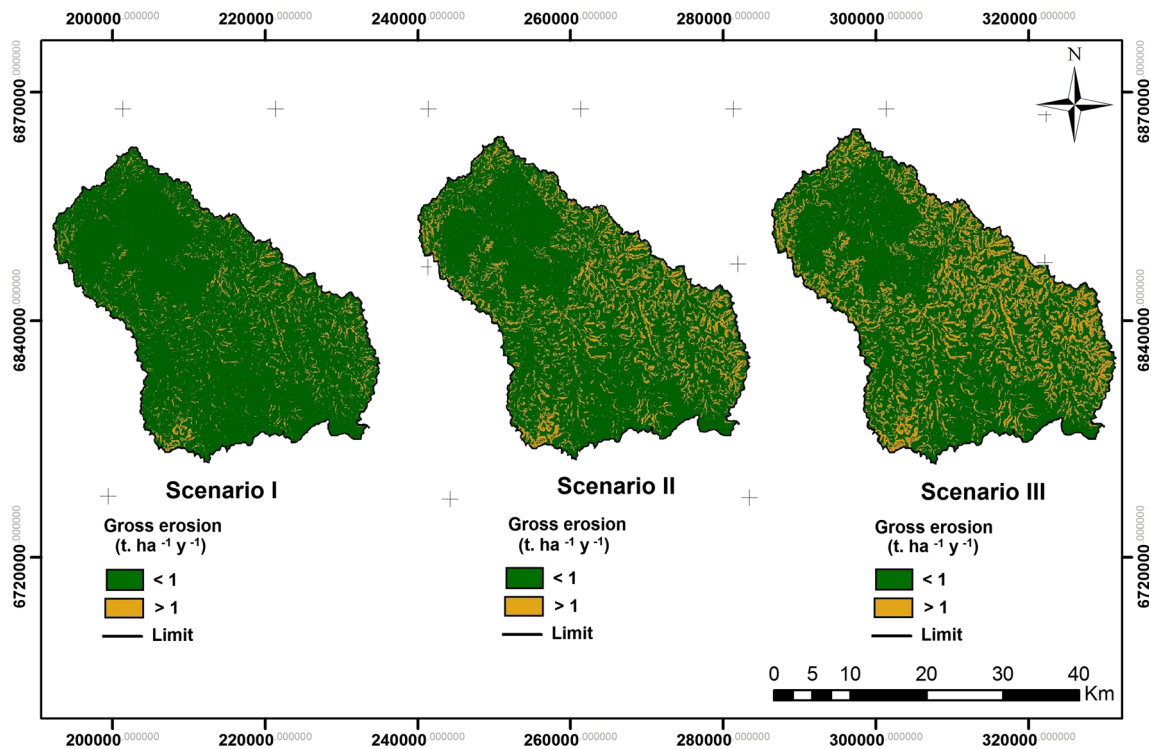 200000.000000 220000.000000 240000.000000 260000.000000 280000.000000 300000.000000 320000.000000
6870000.000000
6870000.000000
N
6840000.000000
6840000.000000
Scenario I
Scenario II
Scenario III
Gross erosion
(t. ha -1 y -1)
< 1
> 1
Limit
Gross erosion
(t. ha -1 y -1)
< 1
> 1
Limit
Gross erosion
(t. ha -1 y -1)
< 1
> 1
Limit
6720000.000000
6720000.000000
0 5 10 20 30 40
Km
200000.000000 220000.000000 240000.000000 260000.000000 280000.000000 300000.000000 320000.000000